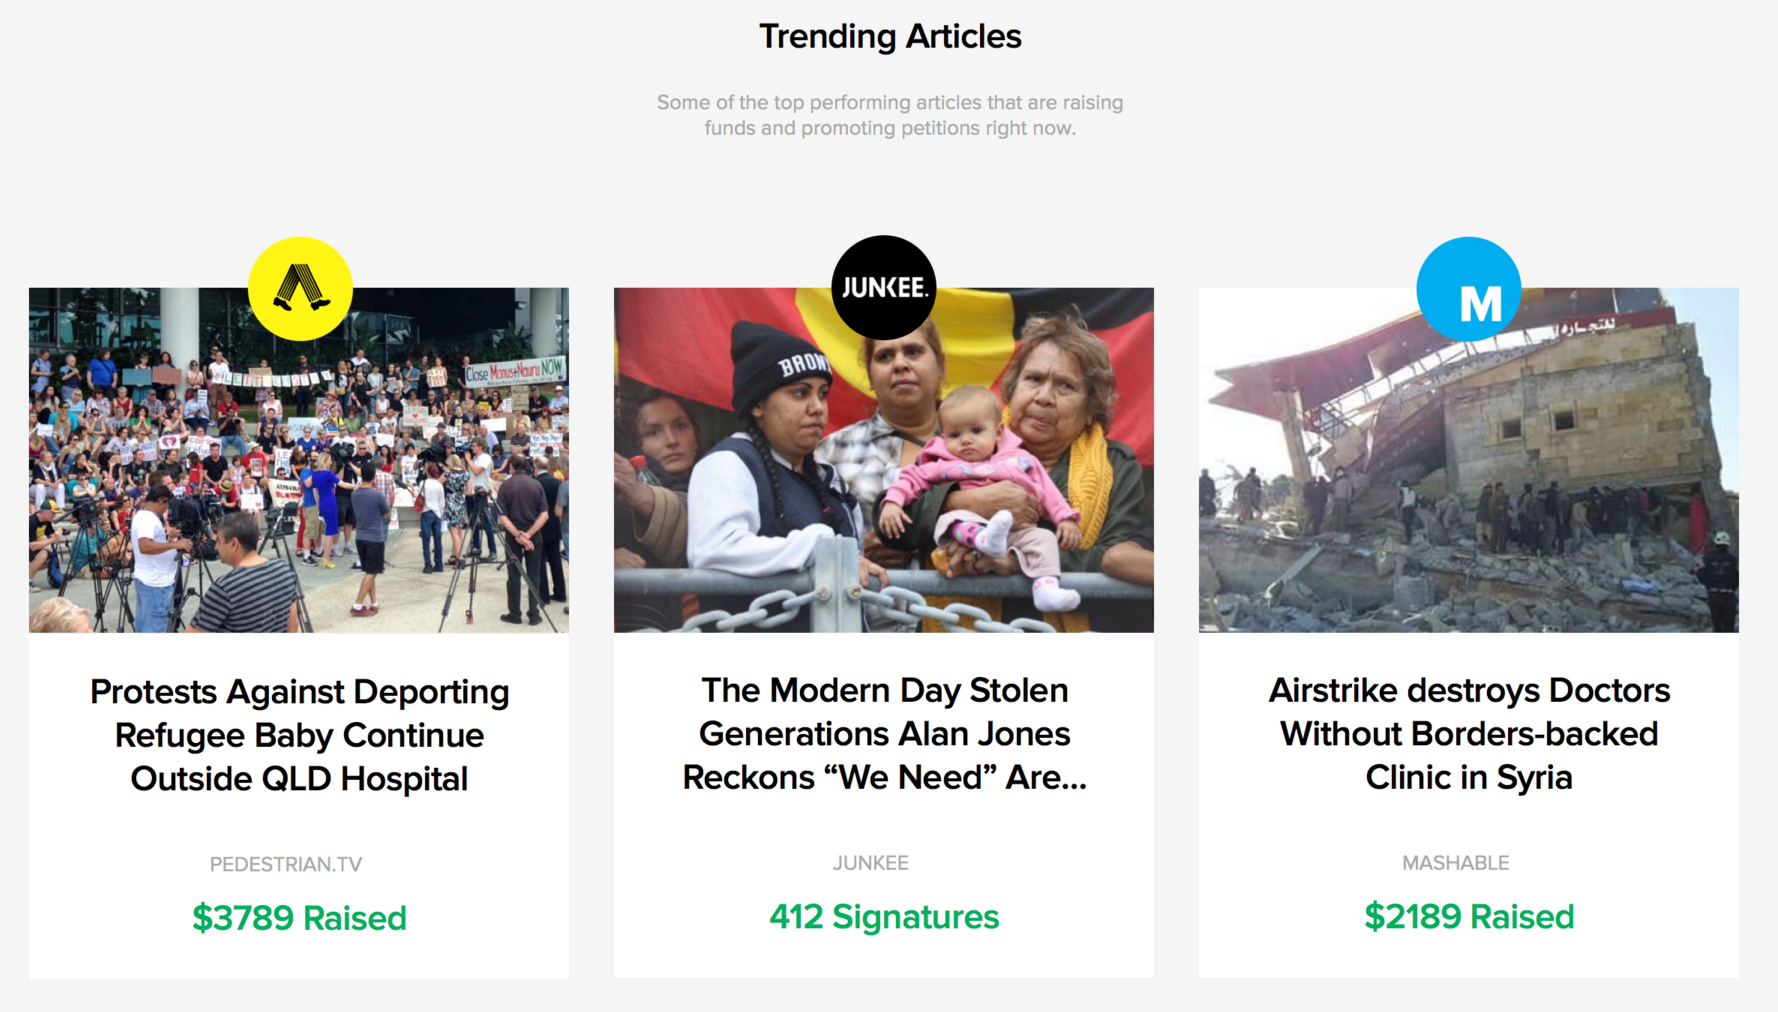 Trending Articles
Some of the top performing articles that are raising
funds and promoting petitions right now.
JUNKEE.
M
Close Manus+Nauru NOW
BRON
للتجارة
Protests Against Deporting
Refugee Baby Continue
Outside QLD Hospital
The Modern Day Stolen
Generations Alan Jones
Reckons “We Need” Are...
Airstrike destroys Doctors
Without Borders-backed
Clinic in Syria
PEDESTRIAN.TV
JUNKEE
MASHABLE
$3789 Raised
412 Signatures
$2189 Raised